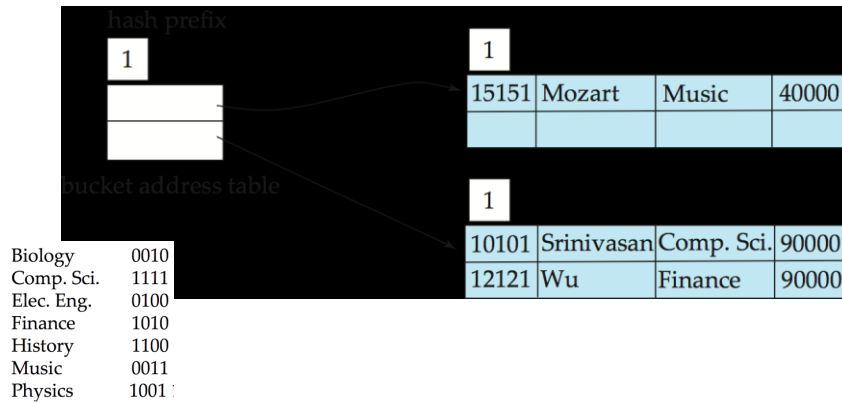 hash prefix
1
1
15151 Mozart Music 40000
bucket address table
1
10101 Srinivasan Comp. Sci. 90000
12121 Wu Finance 90000
Biology 0010
Comp. Sci. 1111
Elec. Eng. 0100
Finance 1010
History 1100
Music 0011
Physics 1001